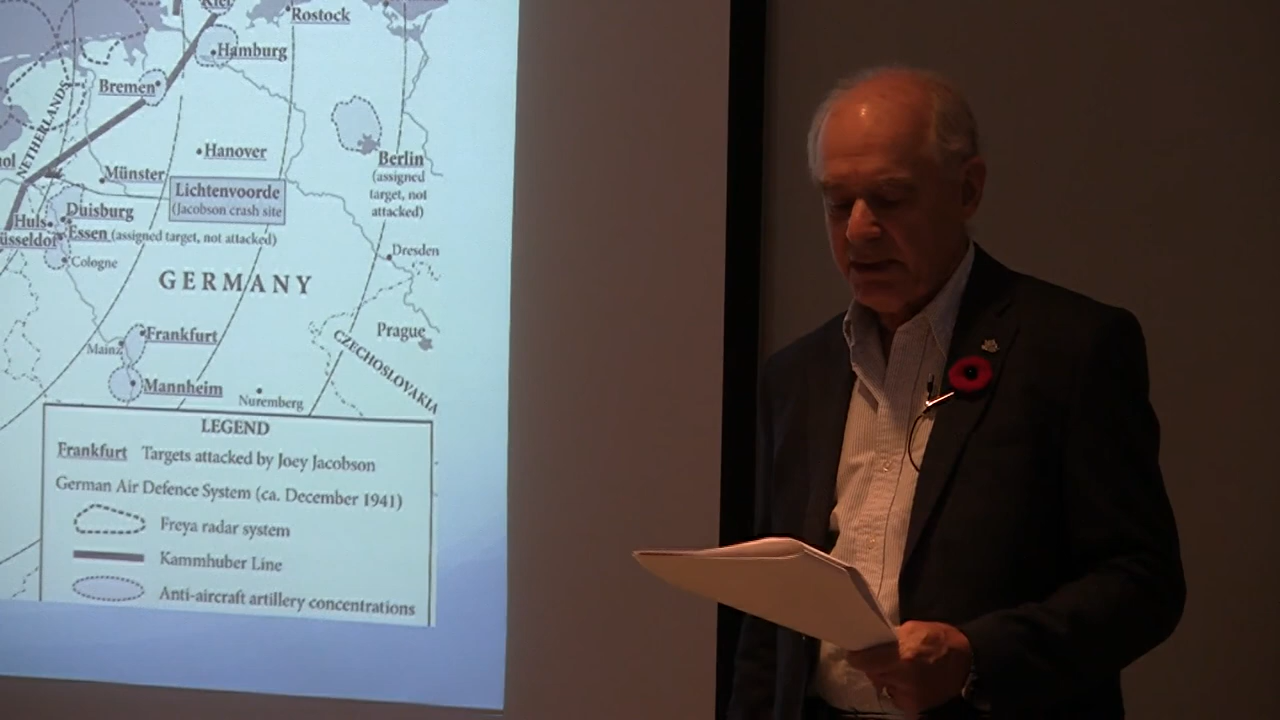 Kiel
Rostock
Hamburg
Bremen
NETHERLANDS
Hanover
Berlin
(assigned
target, not
attacked)
Münster
Lichtenvoorde
(Jacobson crash site
Duisburg
Huls
Essen (assigned target, not attacked)
üsseldof
Cologne
Dresden
GERMANY
Prague
CZECHOSLOVAKIA
Frankfurt
Mainz
Mannheim
Nuremberg
LEGEND
Frankfurt Targets attacked by Joey Jacobson
German Air Defence System (ca. December 1941)
Freya radar system
Kammhuber Line
Anti-aircraft artillery concentrations